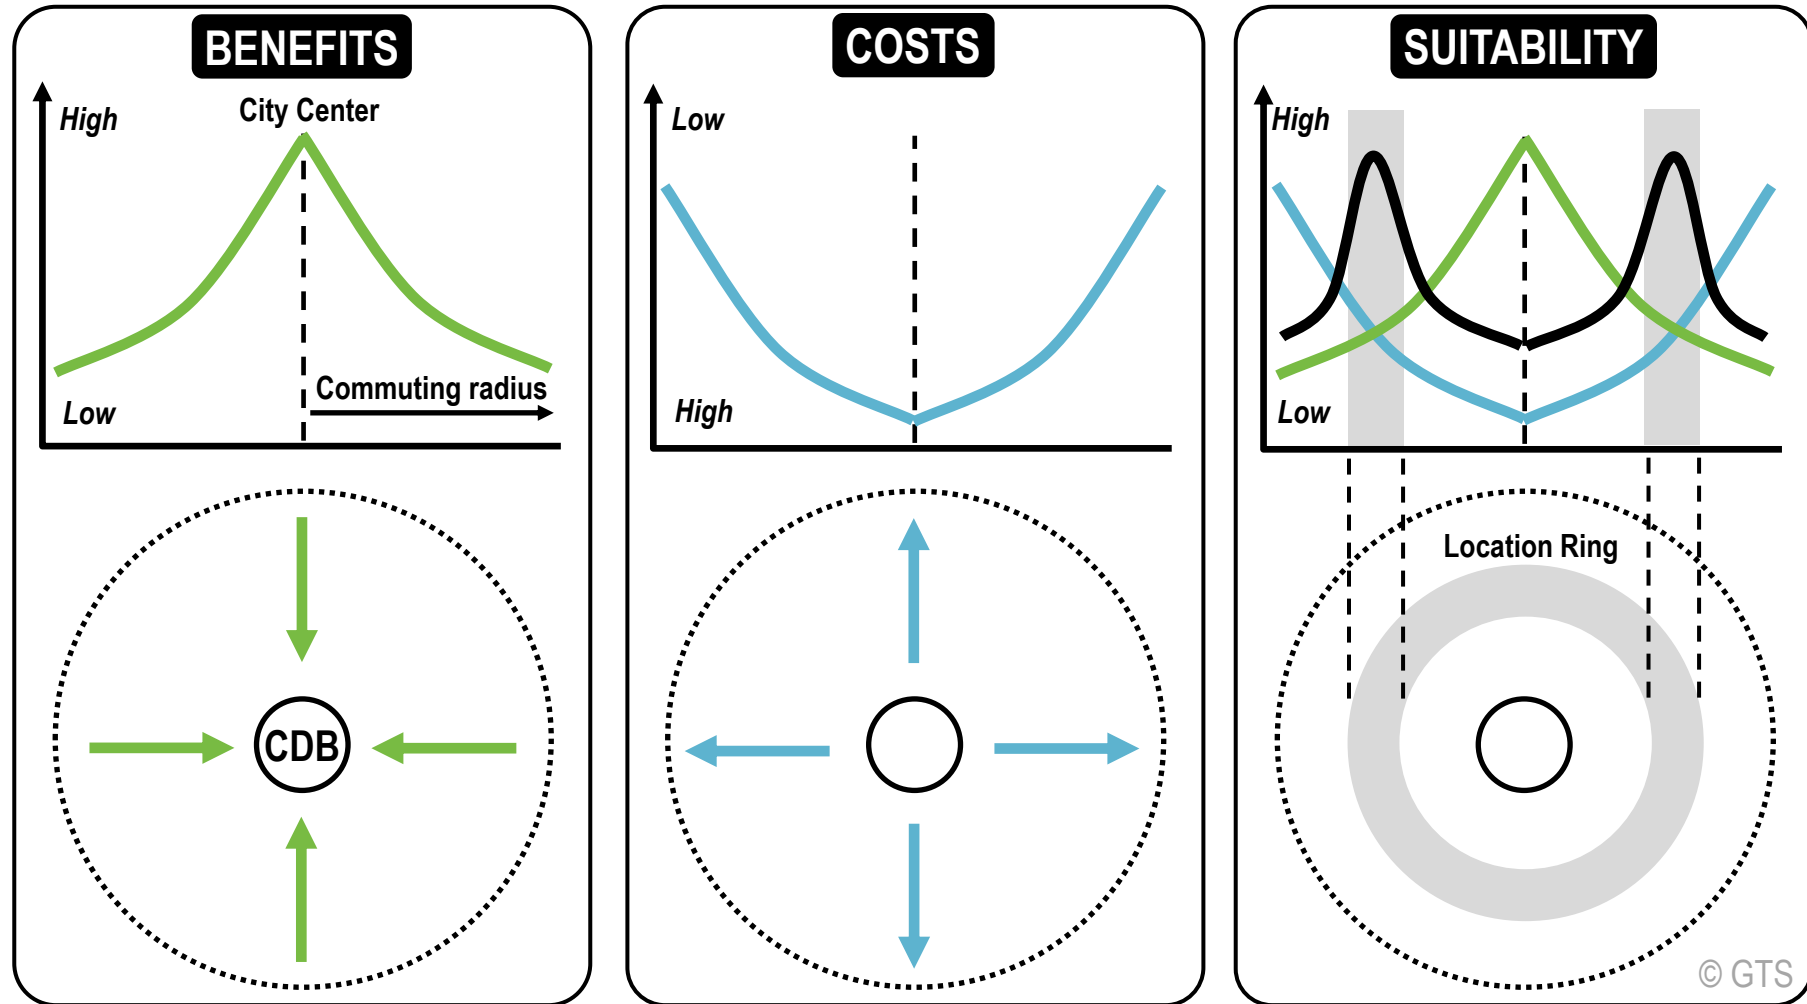 BENEFITS
City Center
High
Low
Commuting radius
CDB
COSTS
Low
High
SUITABILITY
High
Low
Location Ring
© GTS